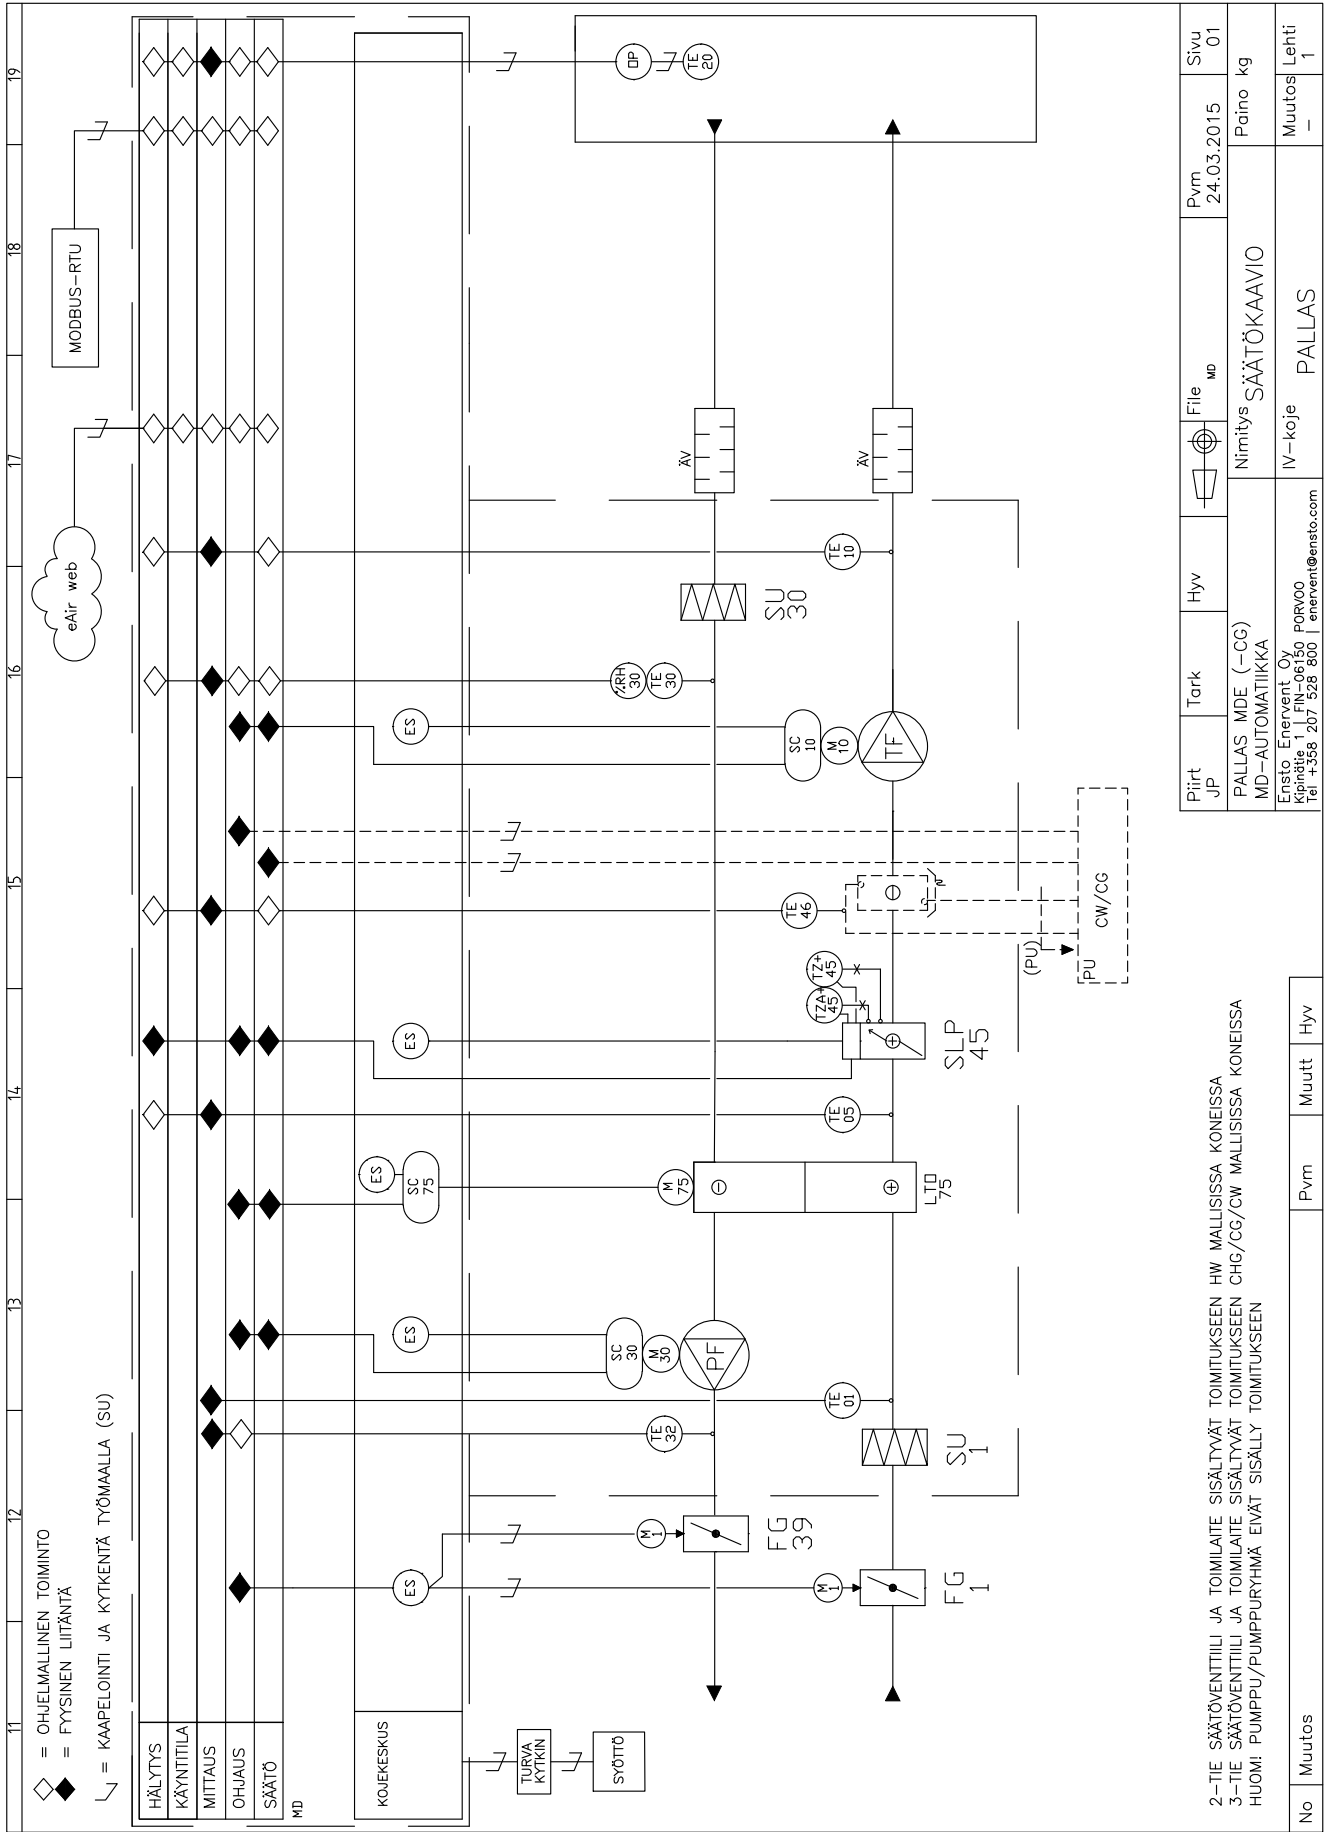 11 12 13 14 15 16 17 18 19
= OHJELMALLINEN TOIMINTO
= FYYSINEN LIITÄNTÄ
= KAAPELOINTI JA KYTKENTÄ TYÖMAALLA (SU)
eAir web
MODBUS-RTU
HÄLYTYS
KÄYNTITILA
MITTAUS
OHJAUS
SÄÄTÖ
MD
KOJEKESKUS
ES
ES
ES
ES
ES
SC
75
TURVA
KYTKIN
SYÖTTÖ
M
1
FG
39
TE
32
SC
30
M
30
PF
M
75
%RH
30
TE
30
SU
30
ÄV
OP
TE
20
M
1
FG
1
SU
1
TE
01
LTO
75
TE
05
TZA+
45
TZ+
45
SLP
45
TE
46
SC
10
M
10
TF
TE
10
ÄV
(PU)
PU
CW/CG
2-TIE SÄÄTÖVENTTIILI JA TOIMILAITE SISÄLTYVÄT TOIMITUKSEEN HW MALLISISSA KONEISSA
3-TIE SÄÄTÖVENTTIILI JA TOIMILAITE SISÄLTYVÄT TOIMITUKSEEN CHG/CG/CW MALLISISSA KONEISSA
HUOM! PUMPPU/PUMPPURYHMÄ EIVÄT SISÄLLY TOIMITUKSEEN
No Muutos Pvm Muutt Hyv
Piirt Tark Hyv File MD Pvm Sivu
JP 24.03.2015 01
PALLAS MDE (-CG)
MD-AUTOMATIIKKA
Nimitys SÄÄTÖKAAVIO
Paino kg
Ensto Enervent Oy
Kipinätie 1 | FIN-06150 PORVOO
Tel +358 207 528 800 | enervent@ensto.com
IV-koje PALLAS
Muutos Lehti
- 1